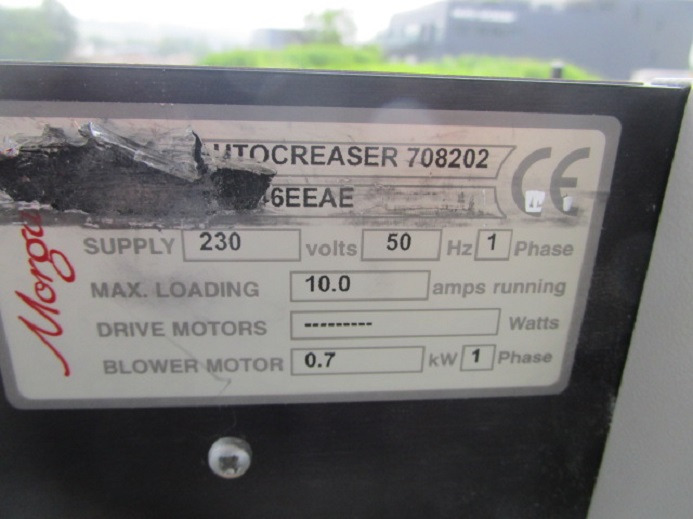 UTOCREASER 708202
6EEAE
CE
SUPPLY 230 volts 50 Hz 1 Phase
MAX. LOADING 10.0 amps running
DRIVE MOTORS --------- Watts
BLOWER MOTOR 0.7 kW 1 Phase
Morga